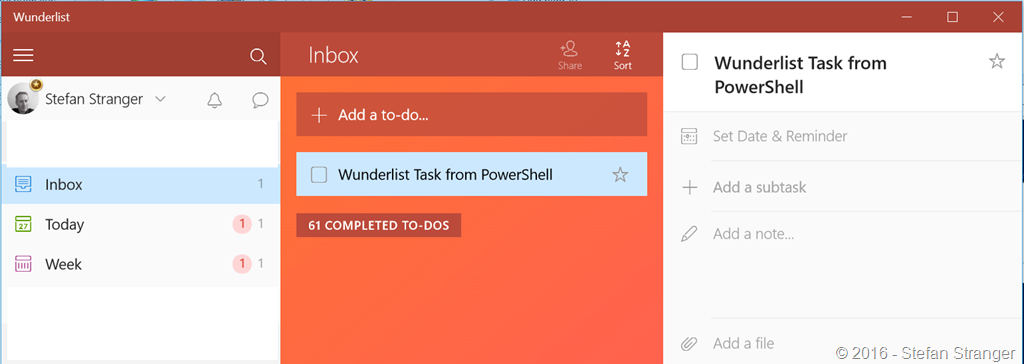 Wunderlist
Stefan Stranger
Inbox 1
27 Today 1 1
Week 1 1
Inbox
Share
A
Z
Sort
Add a to-do...
Wunderlist Task from PowerShell
61 COMPLETED TO-DOS
Wunderlist Task from
PowerShell
Set Date & Reminder
Add a subtask
Add a note...
Add a file
© 2016 - Stefan Stranger